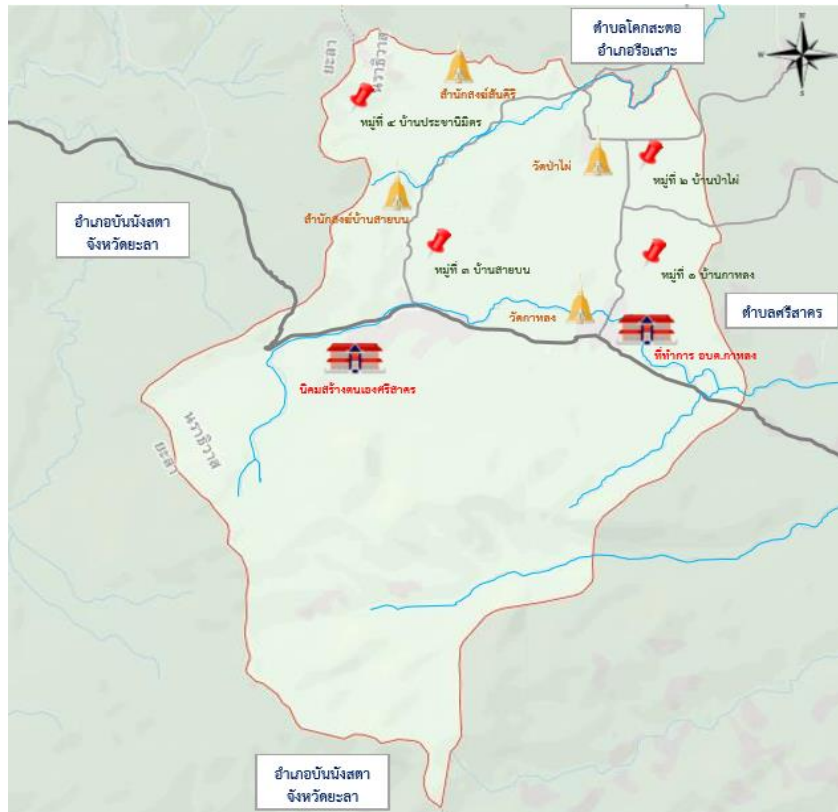 N
ตำบลโคกสะตอ
อำเภอรือเสาะ
W
E
S
ยะลา
นราธิวาส
สำนักสงฆ์สันคีรี
หมู่ที่ ๔ บ้านประชานิมิตร
วัดป่าไผ่
หมู่ที่ ๒ บ้านป่าไผ่
สำนักสงฆ์บ้านสายบน
อำเภอบันนังสตา
จังหวัดยะลา
หมู่ที่ ๓ บ้านสายบน
หมู่ที่ ๑ บ้านกาหลง
วัดกาหลง
ตำบลศรีสาคร
ที่ทำการ อบต.กาหลง
นิคมสร้างตนเองศรีสาคร
นราธิวาส
ยะลา
อำเภอบันนังสตา
จังหวัดยะลา